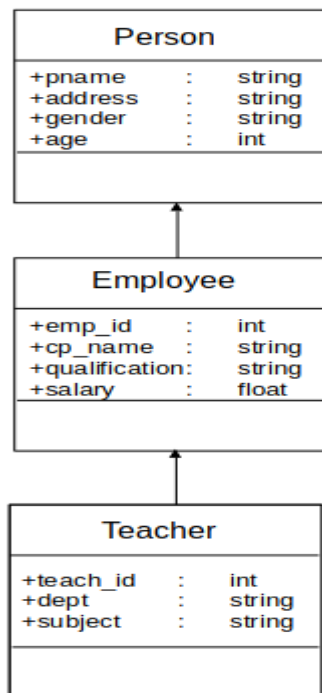 Person
+pname : string
+address : string
+gender : string
+age : int
Employee
+emp_id : int
+cp_name : string
+qualification: string
+salary : float
Teacher
+teach_id : int
+dept : string
+subject : string